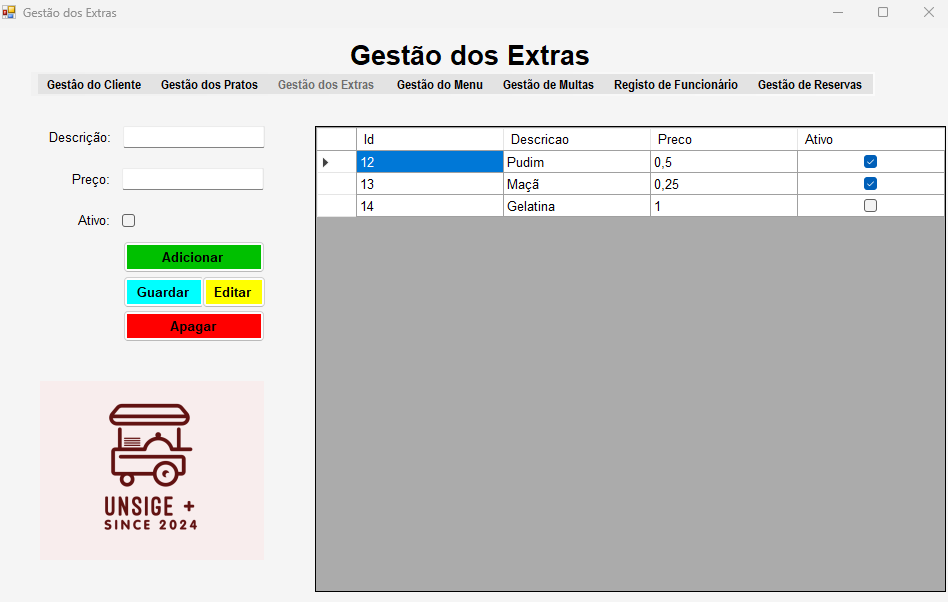 Gestão dos Extras
Gestão dos Extras
Gestão do Cliente Gestão dos Pratos Gestão dos Extras Gestão do Menu Gestão de Multas Registo de Funcionário Gestão de Reservas
Descrição:
Preço:
Ativo:
Adicionar
Guardar Editar
Apagar
UNSIGE +
SINCE 2024
Id Descricao Preco Ativo
12 Pudim 0,5
13 Maçã 0,25
14 Gelatina 1